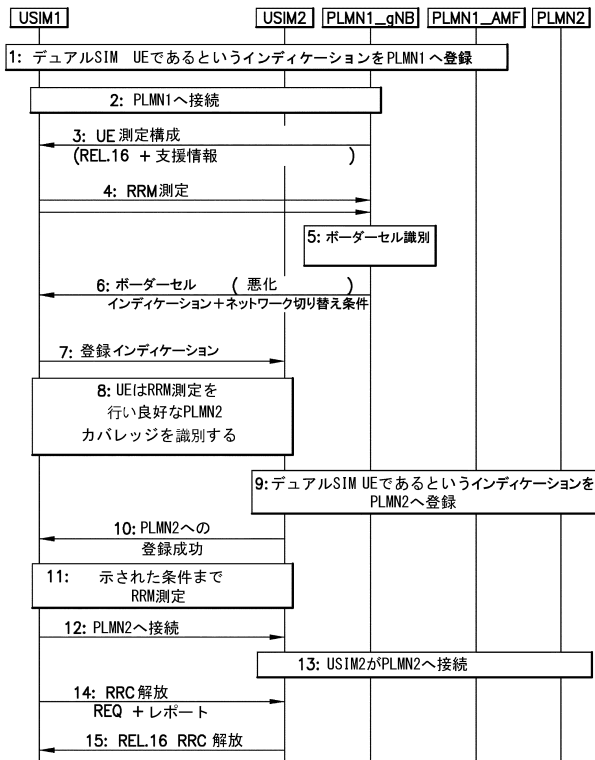 USIM1 USIM2 PLMN1_gNB PLMN1_AMF PLMN2
1: デュアルSIM UEであるというインディケーションをPLMN1へ登録
2: PLMN1へ接続
3: UE測定構成
(REL.16 +支援情報 )
4: RRM測定
5: ボーダーセル識別
6: ボーダーセル (悪化 )
インディケーション+ネットワーク切り替え条件
7: 登録インディケーション
8: UEはRRM測定を
行い良好なPLMN2
カバレッジを識別する
9:デュアルSIM UEであるというインディケーションを
PLMN2へ登録
10: PLMN2への
登録成功
11: 示された条件まで
RRM測定
12: PLMN2へ接続
13: USIM2がPLMN2へ接続
14: RRC解放
REQ +レポート
15: REL.16 RRC 解放